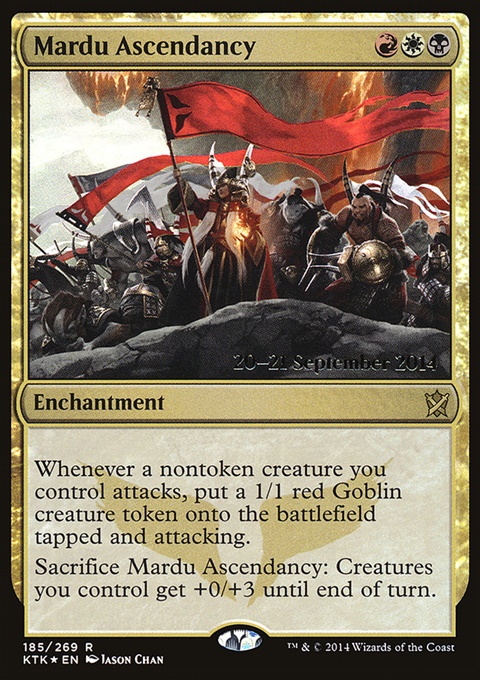 Mardu Ascendancy
20–21 September 2014
Enchantment
Whenever a nontoken creature you
control attacks, put a 1/1 red Goblin
creature token onto the battlefield
tapped and attacking.
Sacrifice Mardu Ascendancy: Creatures
you control get +0/+3 until end of turn.
185/269 R
KTK★EN Jason Chan
™ & © 2014 Wizards of the Coast